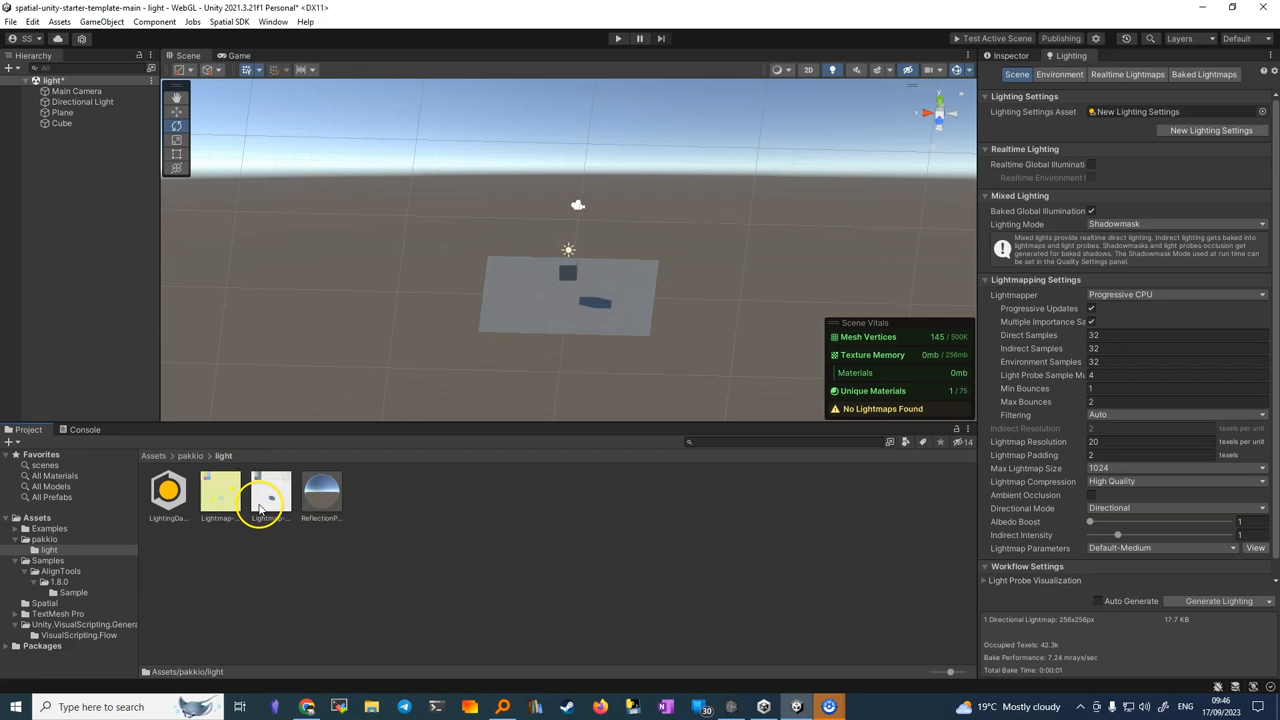 spatial-unity-starter-template-main - light - WebGL - Unity 2021.3.21f1 Personal* <DX11>
File Edit Assets GameObject Component Jobs Spatial SDK Window Help
SS Test Active Scene Publishing Layers Default
Hierarchy Scene Game Inspector Lighting
All 2D Scene Environment Realtime Lightmaps Baked Lightmaps
light*
Main Camera
Directional Light
Plane
Cube
Lighting Settings
Lighting Settings Asset New Lighting Settings
New Lighting Settings
Realtime Lighting
Realtime Global Illuminati
Realtime Environment
Mixed Lighting
Baked Global Illumination
Lighting Mode Shadowmask
Mixed lights provide realtime direct lighting. Indirect lighting gets baked into
lightmaps and light probes. Shadowmasks and light probes occlusion get
generated for baked shadows. The Shadowmask Mode used at run time can
be set in the Quality Settings panel.
Lightmapping Settings
Lightmapper Progressive CPU
Progressive Updates
Multiple Importance Sa
Direct Samples 32
Indirect Samples 32
Environment Samples 32
Light Probe Sample Mu 4
Min Bounces 1
Max Bounces 2
Filtering Auto
Indirect Resolution 2 texels per unit
Lightmap Resolution 20 texels per unit
Lightmap Padding 2 texels
Max Lightmap Size 1024
Lightmap Compression High Quality
Ambient Occlusion
Directional Mode Directional
Albedo Boost 1
Indirect Intensity 1
Lightmap Parameters Default-Medium View
Workflow Settings
Light Probe Visualization
Auto Generate Generate Lighting
1 Directional Lightmap: 256x256px 17.7 KB
Occupied Texels: 42.3k
Bake Performance: 7.24 mrays/sec
Total Bake Time: 0:00:01
Scene Vitals
Mesh Vertices 145 / 500K
Texture Memory 0mb / 256mb
Materials 0mb
Unique Materials 1 / 75
No Lightmaps Found
Project Console
14
Favorites
scenes
All Materials
All Models
All Prefabs
Assets
Examples
pakkio
light
Samples
AlignTools
1.8.0
Sample
Spatial
TextMesh Pro
Unity.VisualScripting.Genera
VisualScripting.Flow
Packages
Assets > pakkio > light
LightingDa... Lightmap-... Lightmap-... ReflectionP...
Assets/pakkio/light
Type here to search 30 19°C Mostly cloudy 09:46
17/09/2023